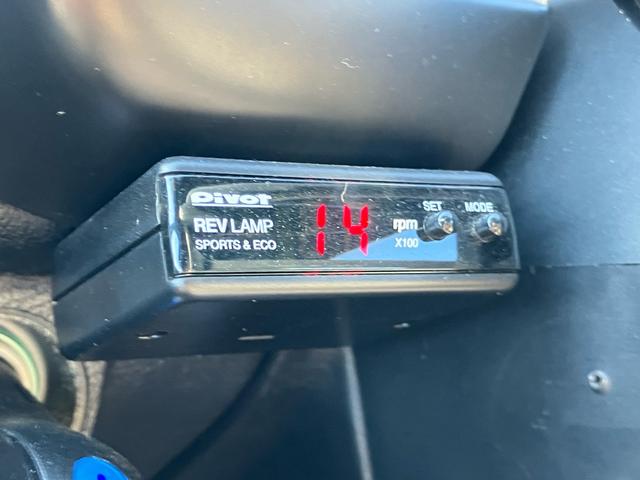 Pivot
REV LAMP
SPORTS & ECO
14
rpm
X100
SET
MODE